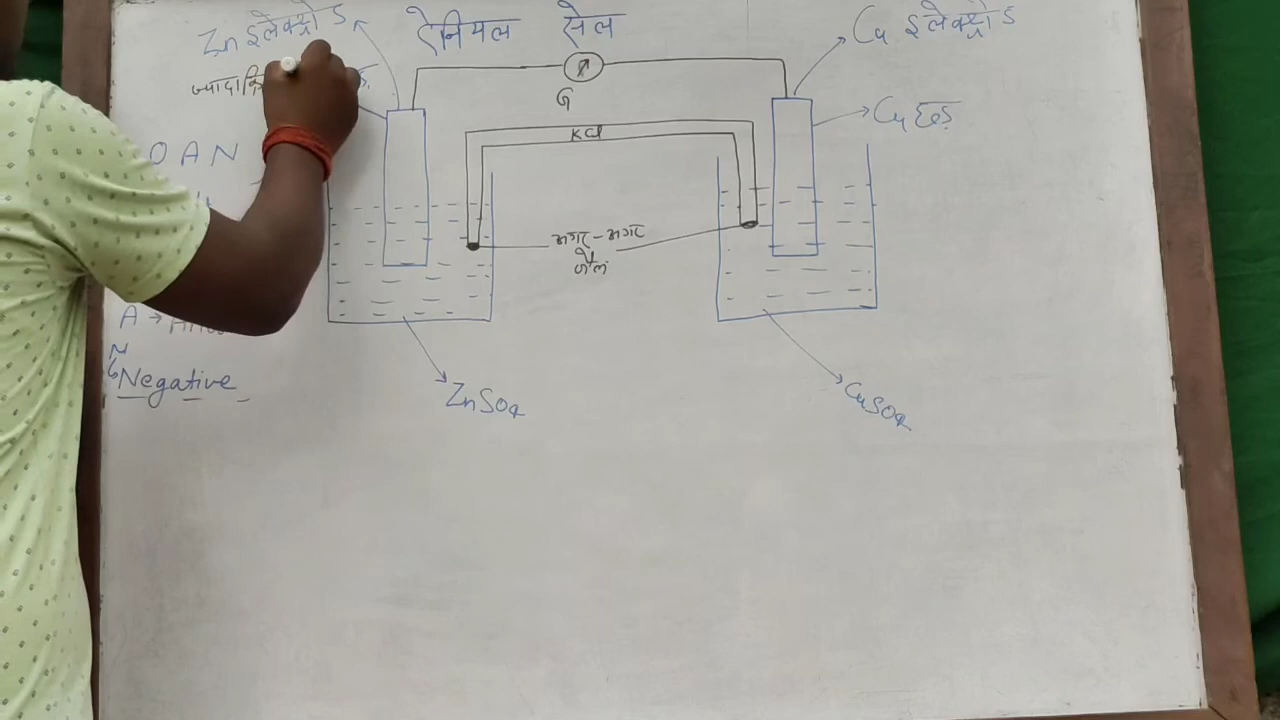 Zn इलेक्ट्रोड
डेनियल सेल
Cu इलेक्ट्रोड
G
Cu छड़
KCl
O A N
अगर-अगर
जैल
A →
N
Negative
ZnSO4
CuSO4